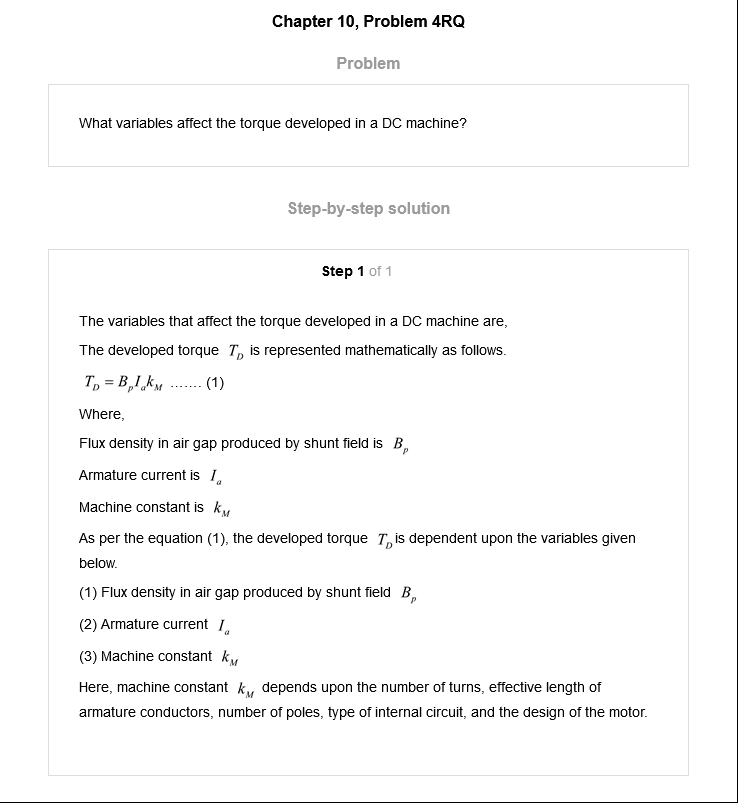 Chapter 10, Problem 4RQ
Problem
What variables affect the torque developed in a DC machine?
Step-by-step solution
Step 1 of 1
The variables that affect the torque developed in a DC machine are,
The developed torque T_D is represented mathematically as follows.
T_D = B_p I_a k_M ....... (1)
Where,
Flux density in air gap produced by shunt field is B_p
Armature current is I_a
Machine constant is k_M
As per the equation (1), the developed torque T_D is dependent upon the variables given
below.
(1) Flux density in air gap produced by shunt field B_p
(2) Armature current I_a
(3) Machine constant k_M
Here, machine constant k_M depends upon the number of turns, effective length of
armature conductors, number of poles, type of internal circuit, and the design of the motor.